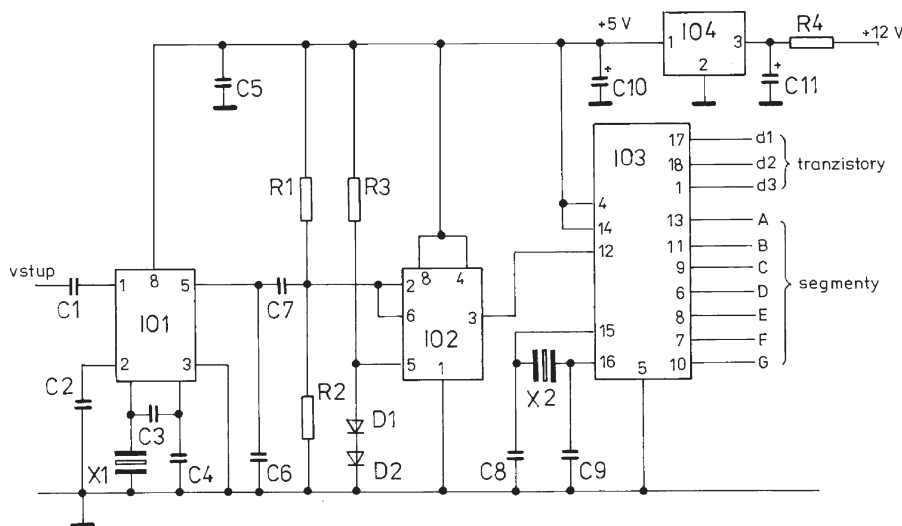 +5 V
1 IO4 3
2
R4
+12 V
C5
C10
+
C11
+
8
R1
R3
IO3
17 d1
18 d2
1 d3
tranzistory
4
14
12
13 A
11 B
9 C
6 D
8 E
7 F
10 G
segmenty
15
16
5
vstup
C1
1 8 5
IO1
2 3
C7
8 4
2
6
IO2
3
5
1
C2
C3
X1
C4
C6
R2
D1
D2
X2
C8
C9